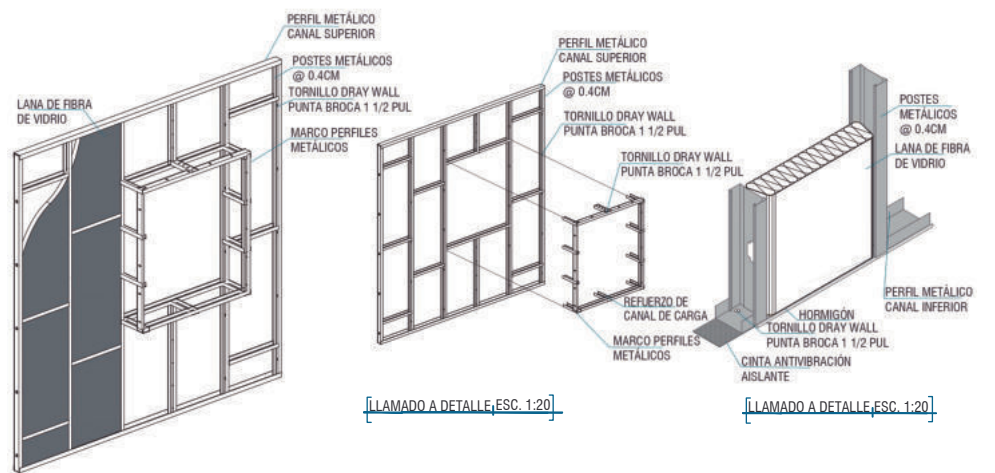 PERFIL METÁLICO
CANAL SUPERIOR
POSTES METÁLICOS
@ 0.4CM
TORNILLO DRAY WALL
PUNTA BROCA 1 1/2 PUL
LANA DE FIBRA
DE VIDRIO
MARCO PERFILES
METÁLICOS
PERFIL METÁLICO
CANAL SUPERIOR
POSTES METÁLICOS
@ 0.4CM
TORNILLO DRAY WALL
PUNTA BROCA 1 1/2 PUL
TORNILLO DRAY WALL
PUNTA BROCA 1 1/2 PUL
REFUERZO DE
CANAL DE CARGA
MARCO PERFILES
METÁLICOS
LLAMADO A DETALLE ESC. 1:20
POSTES
METÁLICOS
@ 0.4CM
LANA DE FIBRA
DE VIDRIO
PERFIL METÁLICO
CANAL INFERIOR
HORMIGÓN
TORNILLO DRAY WALL
PUNTA BROCA 1 1/2 PUL
CINTA ANTIVIBRACIÓN
AISLANTE
LLAMADO A DETALLE ESC. 1:20